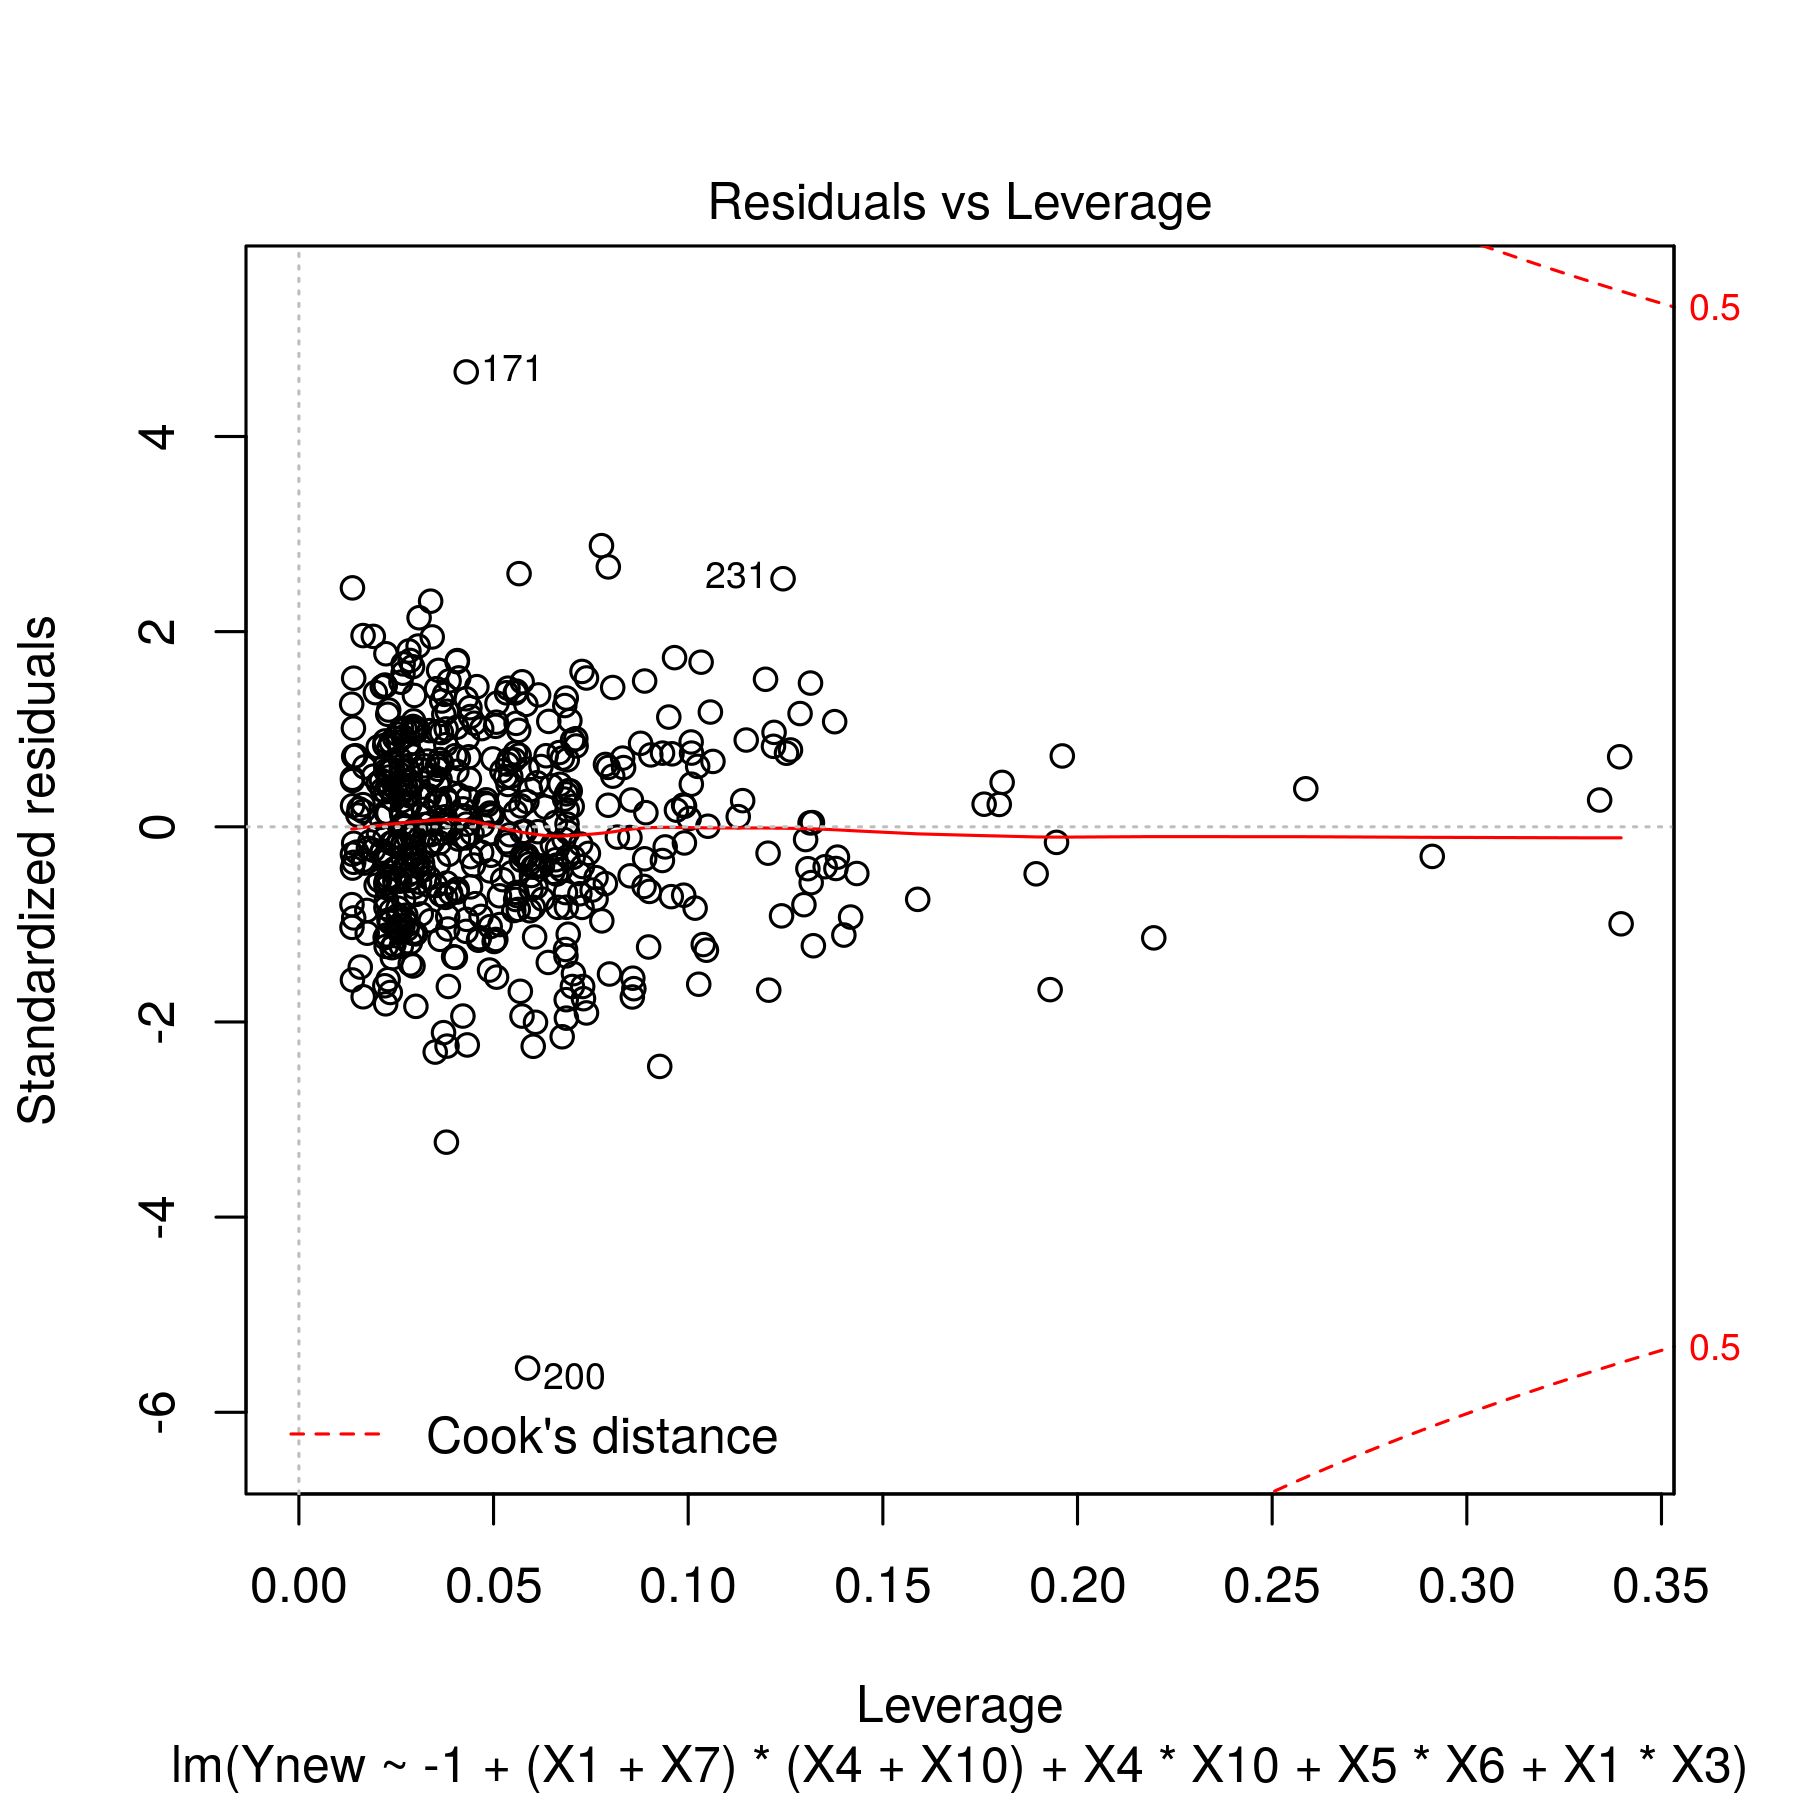 Residuals vs Leverage
0.5
171
4
231
2
Standardized residuals
0
-2
-4
0.5
200
-6
Cook's distance
0.00 0.05 0.10 0.15 0.20 0.25 0.30 0.35
Leverage
lm(Ynew ~ -1 + (X1 + X7) * (X4 + X10) + X4 * X10 + X5 * X6 + X1 * X3)